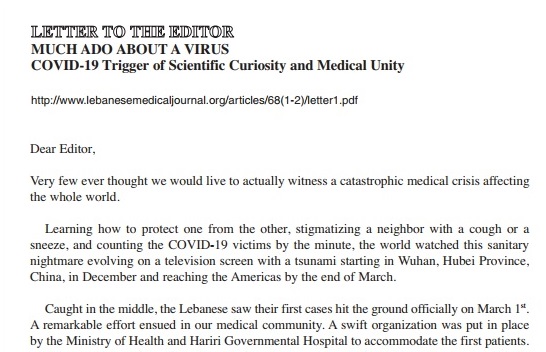 LETTER TO THE EDITOR
MUCH ADO ABOUT A VIRUS
COVID-19 Trigger of Scientific Curiosity and Medical Unity
http://www.lebanesemedicaljournal.org/articles/68(1-2)/letter1.pdf
Dear Editor,
Very few ever thought we would live to actually witness a catastrophic medical crisis affecting
the whole world.
Learning how to protect one from the other, stigmatizing a neighbor with a cough or a
sneeze, and counting the COVID-19 victims by the minute, the world watched this sanitary
nightmare evolving on a television screen with a tsunami starting in Wuhan, Hubei Province,
China, in December and reaching the Americas by the end of March.
Caught in the middle, the Lebanese saw their first cases hit the ground officially on March 1st.
A remarkable effort ensued in our medical community. A swift organization was put in place
by the Ministry of Health and Hariri Governmental Hospital to accommodate the first patients.